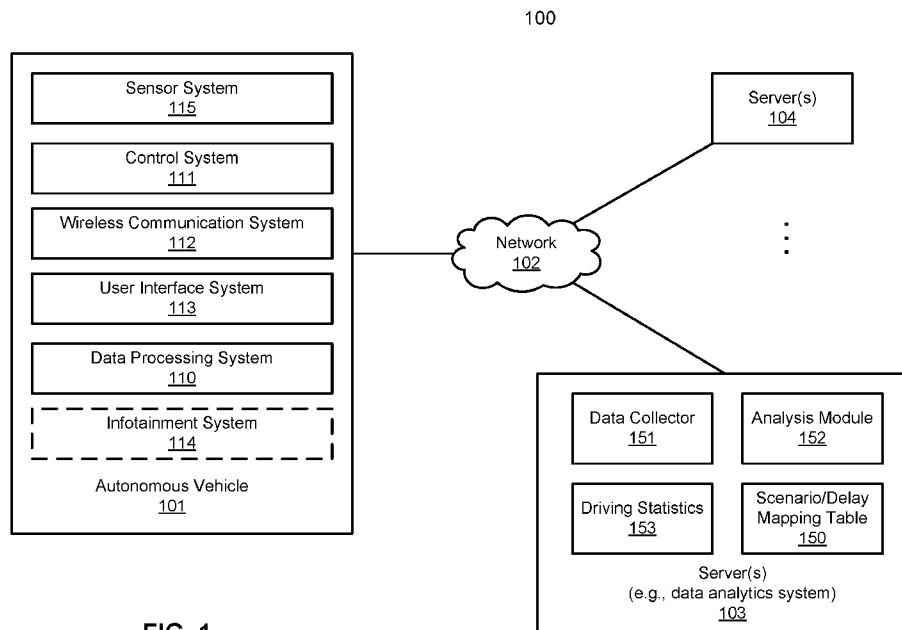 100
Sensor System
115
Control System
111
Wireless Communication System
112
User Interface System
113
Data Processing System
110
Infotainment System
114
Autonomous Vehicle
101
Network
102
Server(s)
104
Data Collector
151
Analysis Module
152
Driving Statistics
153
Scenario/Delay
Mapping Table
150
Server(s)
(e.g., data analytics system)
103
FIG. 1